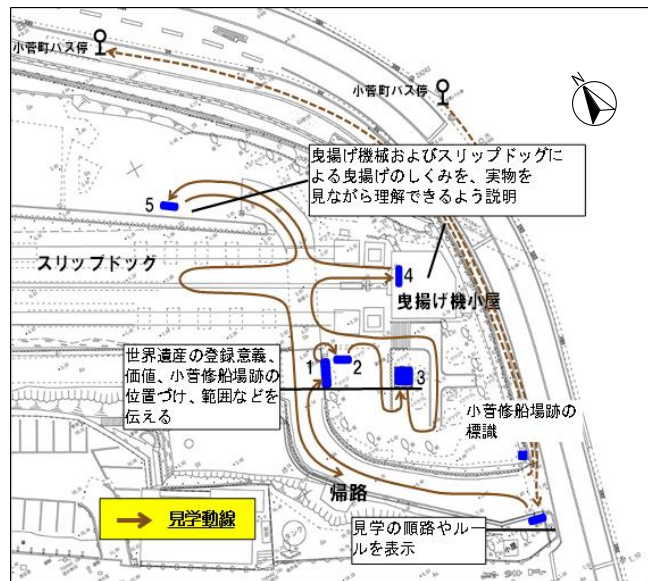 小菅町バス停
小菅町バス停
N
曳揚げ機械およびスリップドッグに
よる曳揚げのしくみを、実物を
見ながら理解できるよう説明
5
スリップドッグ
4
曳揚げ機小屋
世界遺産の登録意義、
価値、小菅修船場跡の
位置づけ、範囲などを
伝える
1
2
3
小菅修船場跡の
標識
帰路
見学動線
見学の順路やルー
ルを表示